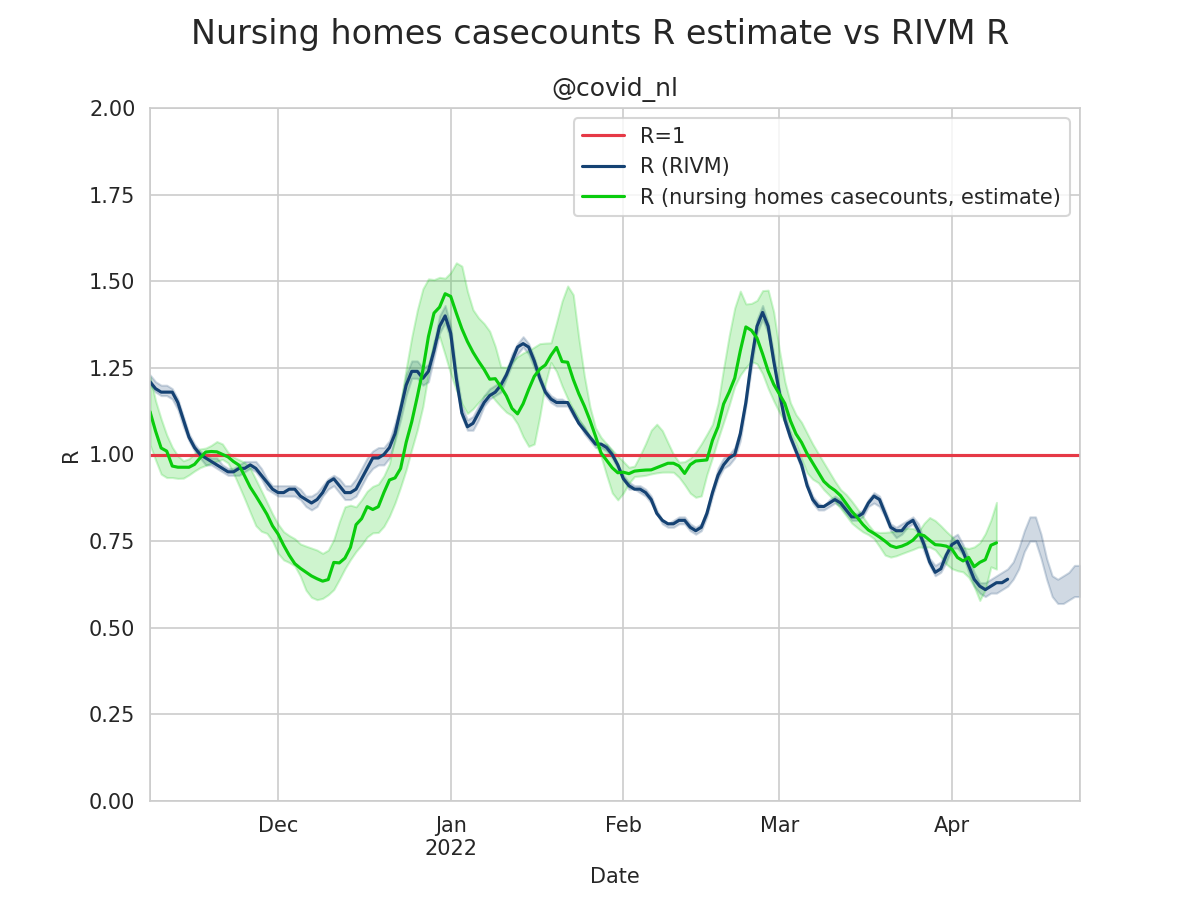 Nursing homes casecounts R estimate vs RIVM R
@covid_nl
R=1
R (RIVM)
R (nursing homes casecounts, estimate)
2.00
1.75
1.50
1.25
1.00
0.75
0.50
0.25
0.00
R
Dec
Jan
2022
Feb
Mar
Apr
Date